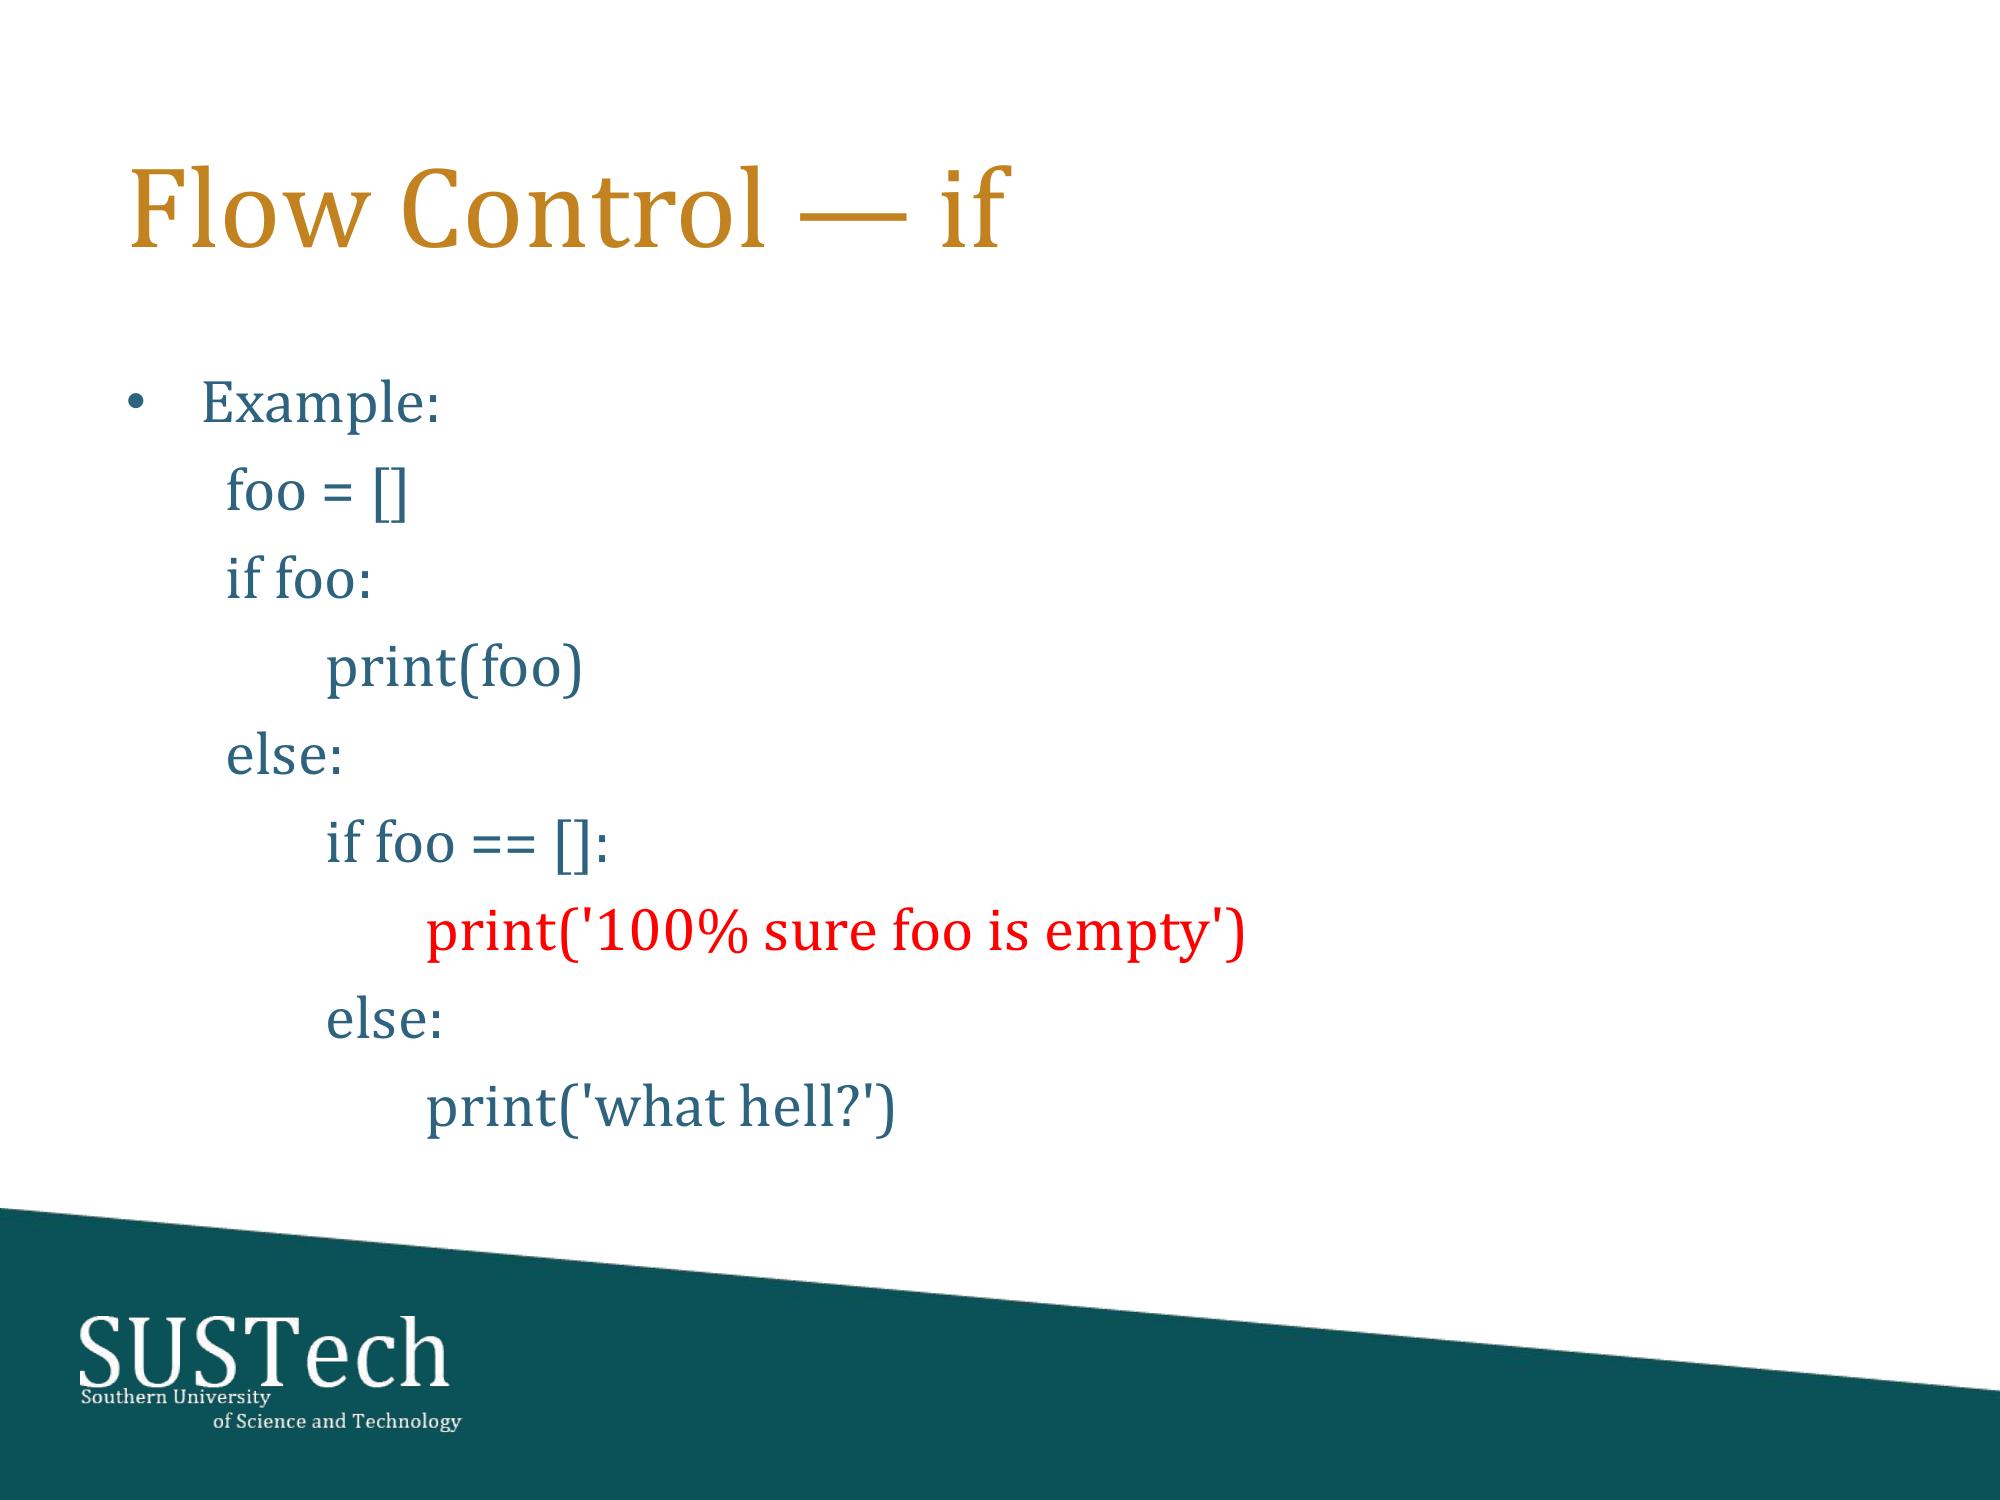 Flow Control — if
• Example:
foo = []
if foo:
print(foo)
else:
if foo == []:
print('100% sure foo is empty')
else:
print('what hell?')
SUSTech
Southern University
of Science and Technology